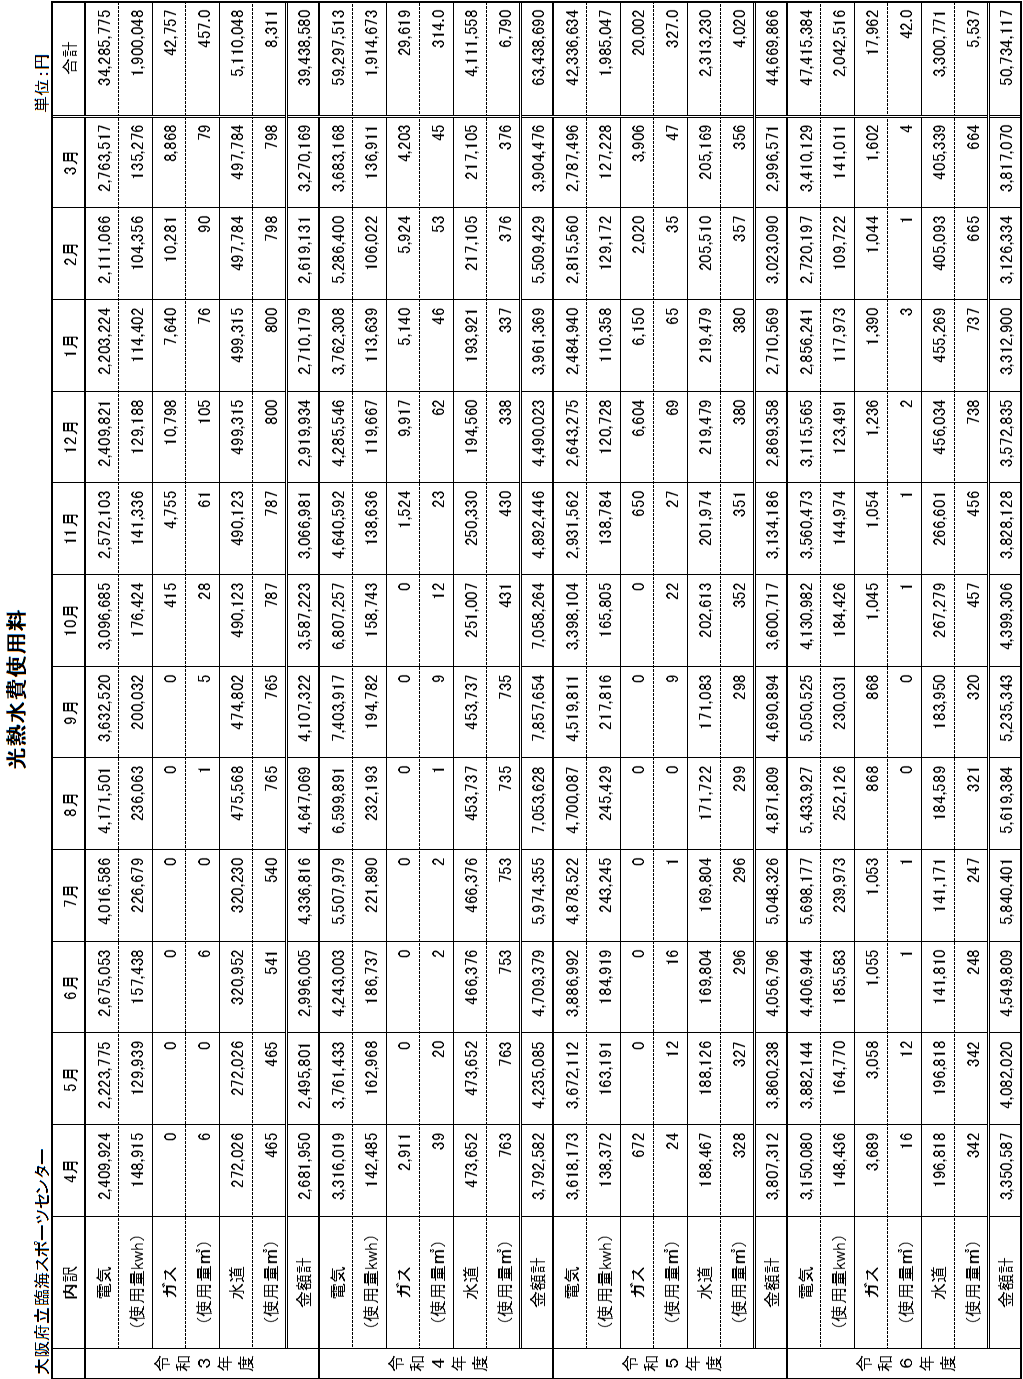 光熱水費使用料
大阪府立臨海スポーツセンター 単位：円
内訳 4月 5月 6月 7月 8月 9月 10月 11月 12月 1月 2月 3月 合計
令和3年度
電気 2,409,924 2,223,775 2,675,053 4,016,586 4,171,501 3,632,520 3,096,685 2,572,103 2,409,821 2,203,224 2,111,066 2,763,517 34,285,775
（使用量kwh） 148,915 129,939 157,438 226,679 236,063 200,032 176,424 141,336 129,188 114,402 104,356 135,276 1,900,048
ガス 0 0 0 0 0 0 415 4,755 10,798 7,640 10,281 8,868 42,757
（使用量㎥） 6 0 6 0 1 5 28 61 105 76 90 79 457.0
水道 272,026 272,026 320,952 320,230 475,568 474,802 490,123 490,123 499,315 499,315 497,784 497,784 5,110,048
（使用量㎥） 465 465 541 540 765 765 787 787 800 800 798 798 8,311
金額計 2,681,950 2,495,801 2,996,005 4,336,816 4,647,069 4,107,322 3,587,223 3,066,981 2,919,934 2,710,179 2,619,131 3,270,169 39,438,580
令和4年度
電気 3,316,019 3,761,433 4,243,003 5,507,979 6,599,891 7,403,917 6,807,257 4,640,592 4,285,546 3,762,308 5,286,400 3,683,168 59,297,513
（使用量kwh） 142,485 162,968 186,737 221,890 232,193 194,782 158,743 138,636 119,667 113,639 106,022 136,911 1,914,673
ガス 2,911 0 0 0 0 0 0 1,524 9,917 5,140 5,924 4,203 29,619
（使用量㎥） 39 20 2 2 1 9 12 23 62 46 53 45 314.0
水道 473,652 473,652 466,376 466,376 453,737 453,737 251,007 250,330 194,560 193,921 217,105 217,105 4,111,558
（使用量㎥） 763 763 753 753 735 735 431 430 338 337 376 376 6,790
金額計 3,792,582 4,235,085 4,709,379 5,974,355 7,053,628 7,857,654 7,058,264 4,892,446 4,490,023 3,961,369 5,509,429 3,904,476 63,438,690
令和5年度
電気 3,618,173 3,672,112 3,886,992 4,878,522 4,700,087 4,519,811 3,398,104 2,931,562 2,643,275 2,484,940 2,815,560 2,787,496 42,336,634
（使用量kwh） 138,372 163,191 184,919 243,245 245,429 217,816 165,805 138,784 120,728 110,358 129,172 127,228 1,985,047
ガス 672 0 0 0 0 0 0 650 6,604 6,150 2,020 3,906 20,002
（使用量㎥） 24 12 16 1 0 9 22 27 69 65 35 47 327.0
水道 188,467 188,126 169,804 169,804 171,722 171,083 202,613 201,974 219,479 219,479 205,510 205,169 2,313,230
（使用量㎥） 328 327 296 296 299 298 352 351 380 380 357 356 4,020
金額計 3,807,312 3,860,238 4,056,796 5,048,326 4,871,809 4,690,894 3,600,717 3,134,186 2,869,358 2,710,569 3,023,090 2,996,571 44,669,866
令和6年度
電気 3,150,080 3,882,144 4,406,944 5,698,177 5,433,927 5,050,525 4,130,982 3,560,473 3,115,565 2,856,241 2,720,197 3,410,129 47,415,384
（使用量kwh） 148,436 164,770 185,583 239,973 252,126 230,031 184,426 144,974 123,491 117,973 109,722 141,011 2,042,516
ガス 3,689 3,058 1,055 1,053 868 868 1,045 1,054 1,236 1,390 1,044 1,602 17,962
（使用量㎥） 16 12 1 1 0 0 1 1 2 3 1 4 42.0
水道 196,818 196,818 141,810 141,171 184,589 183,950 267,279 266,601 456,034 455,269 405,093 405,339 3,300,771
（使用量㎥） 342 342 248 247 321 320 457 456 738 737 665 664 5,537
金額計 3,350,587 4,082,020 4,549,809 5,840,401 5,619,384 5,235,343 4,399,306 3,828,128 3,572,835 3,312,900 3,126,334 3,817,070 50,734,117